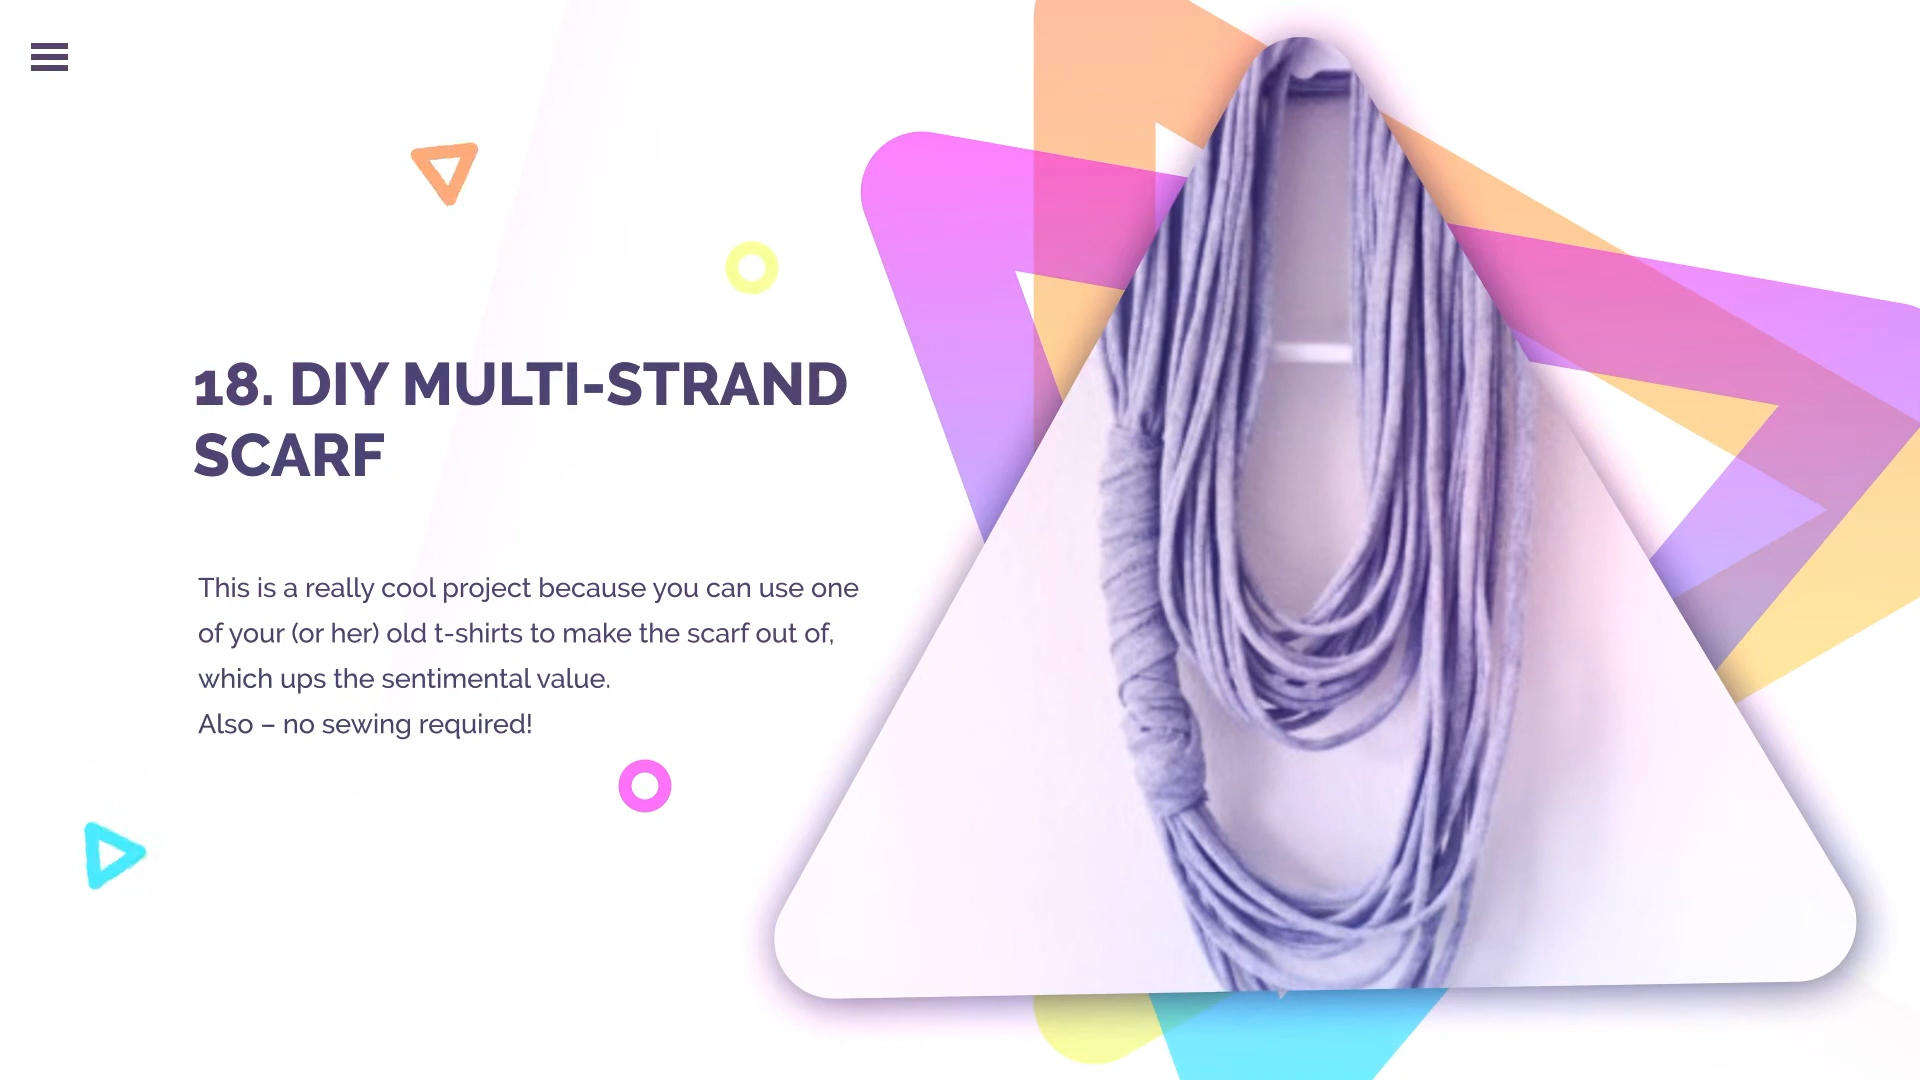 18. DIY MULTI-STRAND
SCARF
This is a really cool project because you can use one
of your (or her) old t-shirts to make the scarf out of,
which ups the sentimental value.
Also – no sewing required!